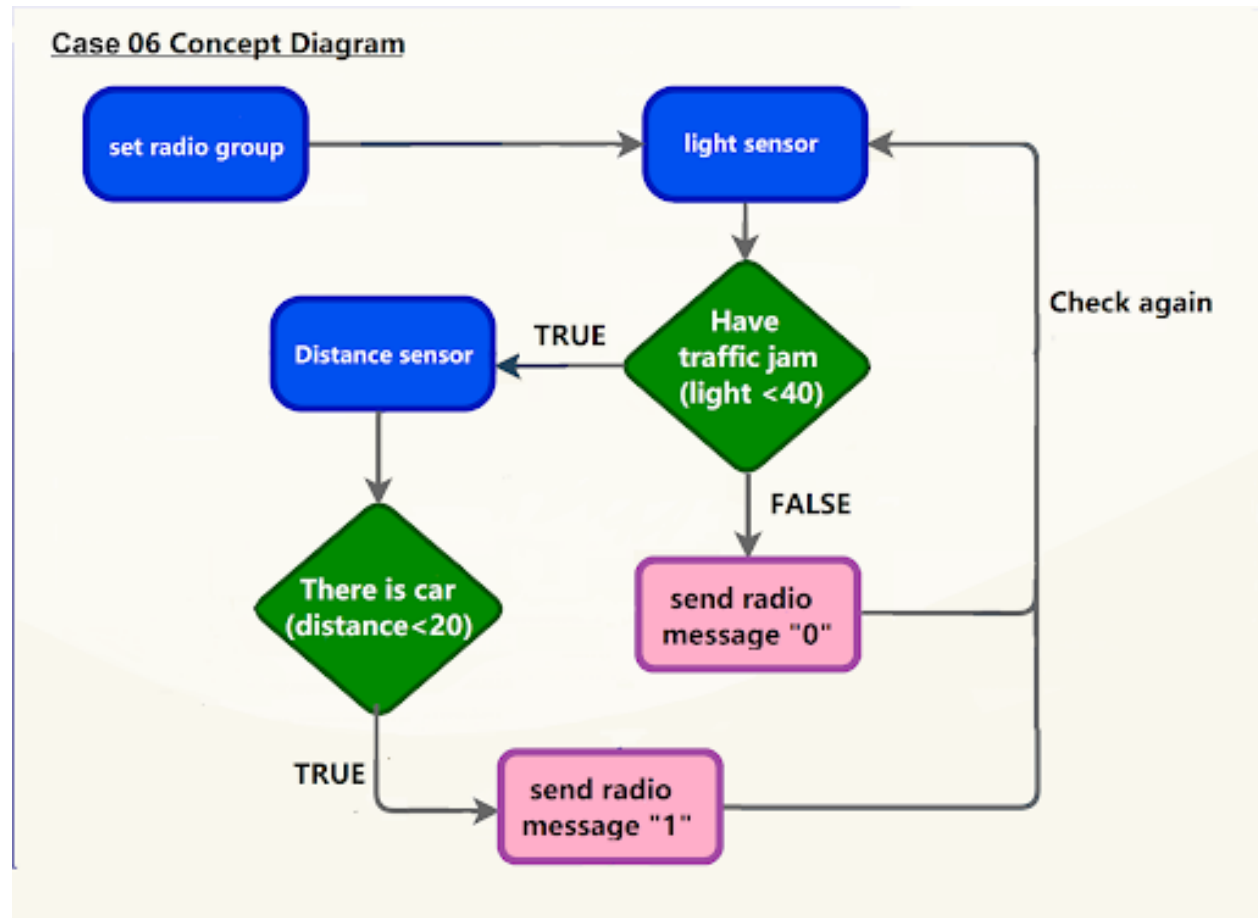 Case 06 Concept Diagram
set radio group
light sensor
Check again
Have
traffic jam
(light <40)
TRUE
Distance sensor
FALSE
There is car
(distance<20)
send radio
message "0"
TRUE
send radio
message "1"